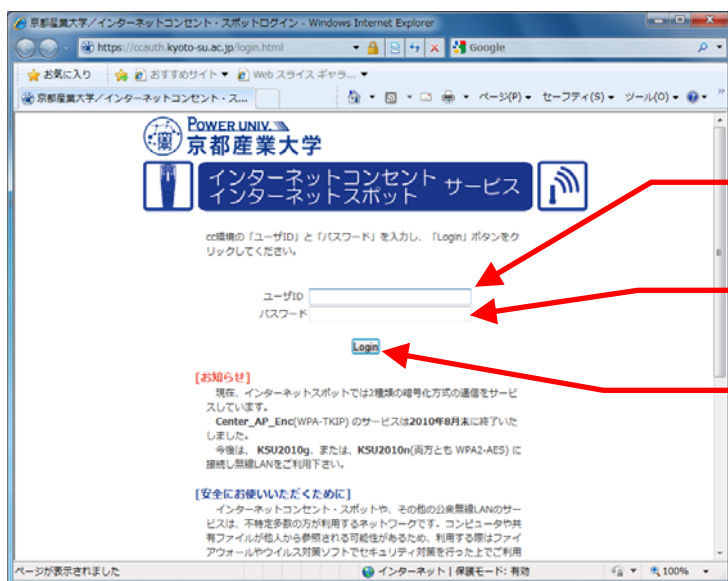 京都産業大学／インターネットコンセント・スポットログイン - Windows Internet Explorer
https://ccauth.kyoto-su.ac.jp/login.html
Google
お気に入り おすすめサイト Web スライス ギャラ...
京都産業大学／インターネットコンセント・ス...
ページ(P) セーフティ(S) ツール(O)
POWER UNIV.
京都産業大学
インターネットコンセント
インターネットスポット
サービス
cc環境の「ユーザID」と「パスワード」を入力し、「Login」ボタンをク
リックしてください。
ユーザID
パスワード
Login
[お知らせ]
現在、インターネットスポットでは2種類の暗号化方式の通信をサービ
スしています。
Center_AP_Enc(WPA-TKIP) のサービスは2010年8月末に終了いた
しました。
今後は、KSU2010g、または、KSU2010n(両方とも WPA2-AES) に
接続し無線LANをご利用下さい。
[安全にお使いいただくために]
インターネットコンセント・スポットや、その他の公衆無線LANのサー
ビスは、不特定多数の方が利用するネットワークです。コンピュータや共
有ファイルが他人から参照される可能性があるため、利用する際はファイ
アウォールやウイルス対策ソフトでセキュリティ対策を行った上でご利用
ページが表示されました
インターネット | 保護モード: 有効
100%